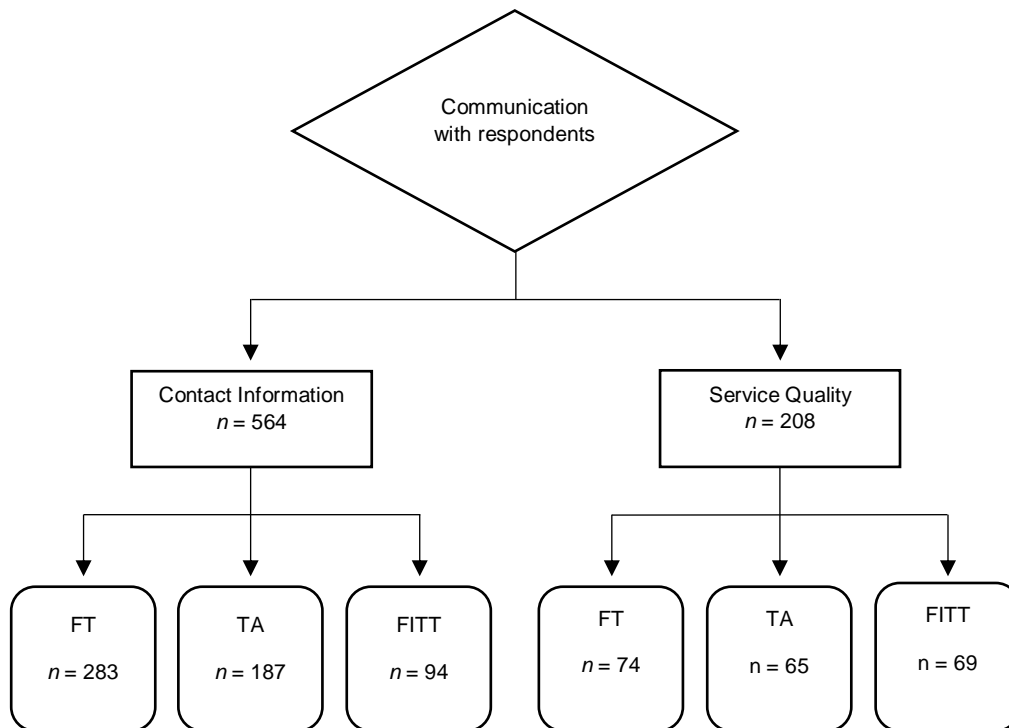 Communication
with respondents
Contact Information
n = 564
Service Quality
n = 208
FT
n = 283
TA
n = 187
FITT
n = 94
FT
n = 74
TA
n = 65
FITT
n = 69